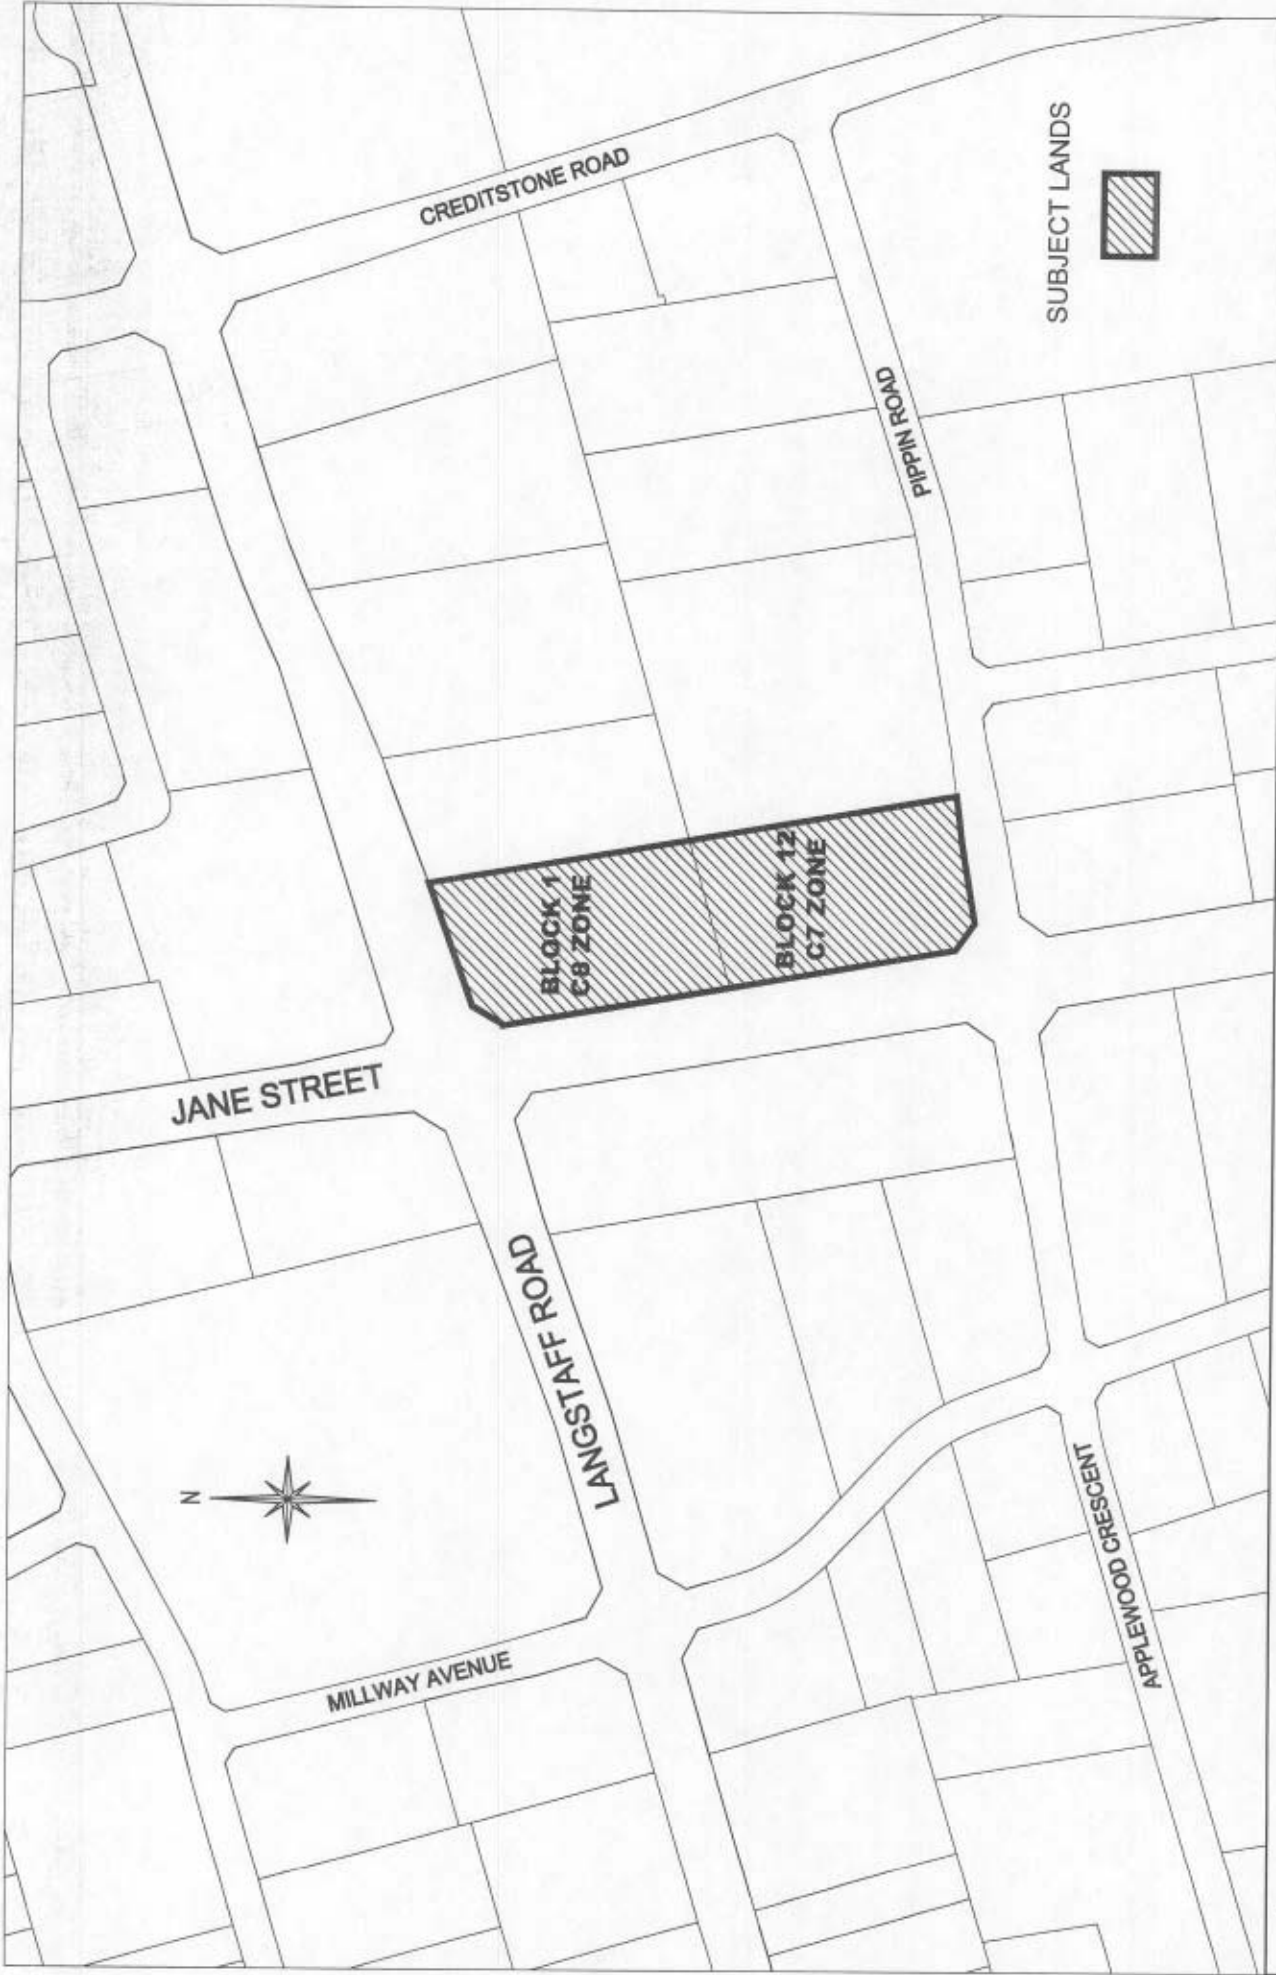 CREDITSTONE ROAD
SUBJECT LANDS
PIPPIN ROAD
BLOCK 1
C8 ZONE
BLOCK 12
C7 ZONE
JANE STREET
LANGSTAFF ROAD
N
MILLWAY AVENUE
APPLEWOOD CRESCENT